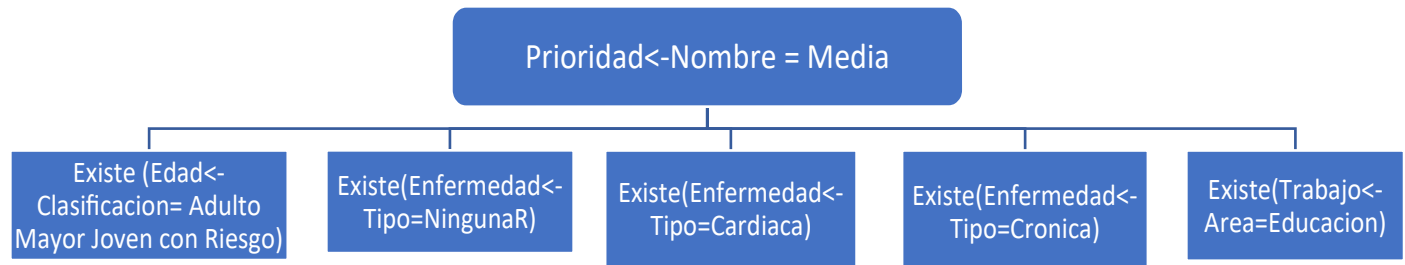 Prioridad<-Nombre = Media
Existe (Edad<-
Clasificacion= Adulto
Mayor Joven con Riesgo)
Existe(Enfermedad<-
Tipo=NingunaR)
Existe(Enfermedad<-
Tipo=Cardiaca)
Existe(Enfermedad<-
Tipo=Cronica)
Existe(Trabajo<-
Area=Educacion)